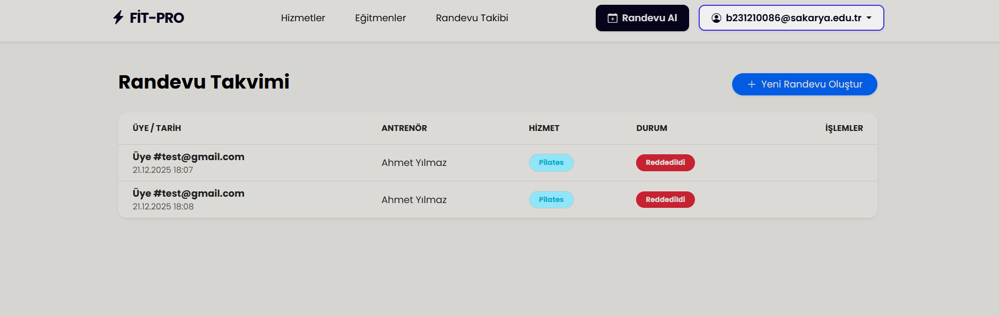 FİT-PRO
Hizmetler
Eğitmenler
Randevu Takibi
Randevu Al
b231210086@sakarya.edu.tr
Randevu Takvimi
+ Yeni Randevu Oluştur
ÜYE / TARİH ANTRENÖR HİZMET DURUM İŞLEMLER
Üye #test@gmail.com
21.12.2025 18:07
Ahmet Yılmaz
Pilates
Reddedildi
Üye #test@gmail.com
21.12.2025 18:08
Ahmet Yılmaz
Pilates
Reddedildi